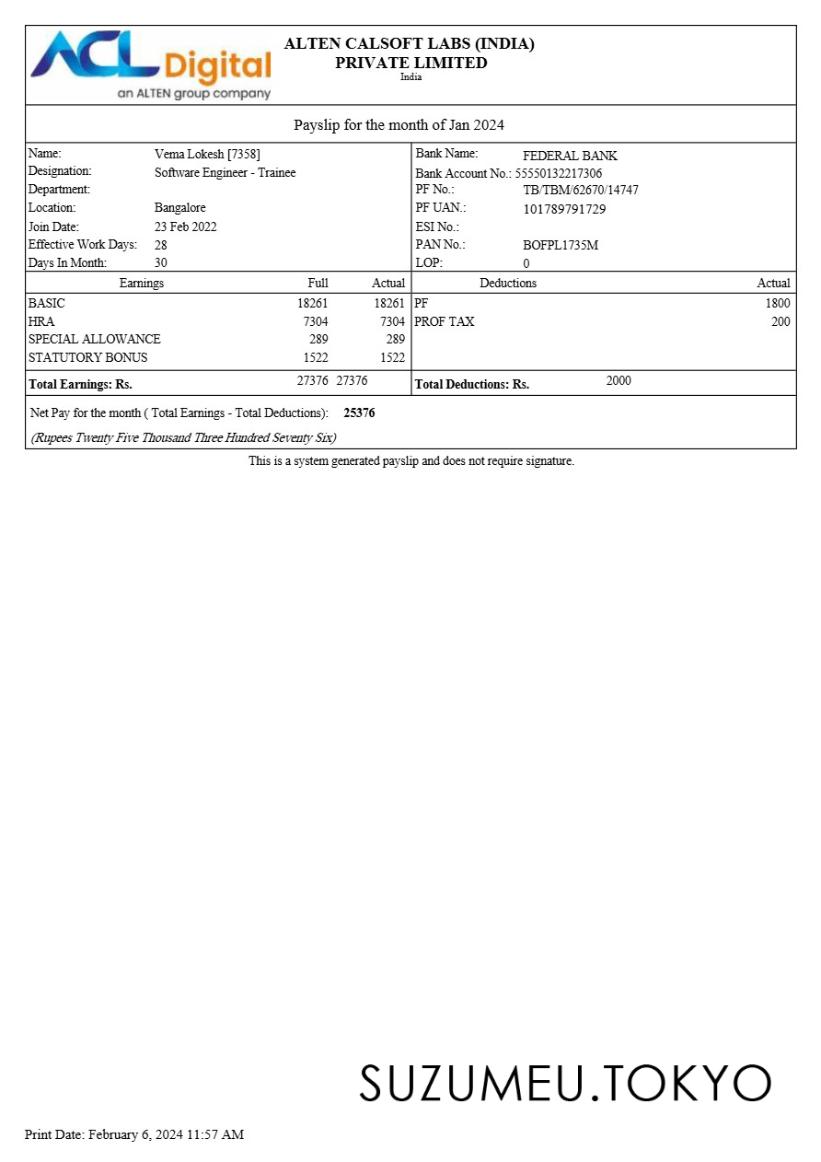 ACL Digital
an ALTEN group company
ALTEN CALSOFT LABS (INDIA)
PRIVATE LIMITED
India
Payslip for the month of Jan 2024
Name: Vema Lokesh [7358]
Designation: Software Engineer - Trainee
Department:
Location: Bangalore
Join Date: 23 Feb 2022
Effective Work Days: 28
Days In Month: 30
Bank Name: FEDERAL BANK
Bank Account No.: 55550132217306
PF No.: TB/TBM/62670/14747
PF UAN.: 101789791729
ESI No.:
PAN No.: BOFPL1735M
LOP: 0
Earnings Full Actual Deductions Actual
BASIC 18261 18261 PF 1800
HRA 7304 7304 PROF TAX 200
SPECIAL ALLOWANCE 289 289
STATUTORY BONUS 1522 1522
Total Earnings: Rs. 27376 27376 Total Deductions: Rs. 2000
Net Pay for the month ( Total Earnings - Total Deductions): 25376
(Rupees Twenty Five Thousand Three Hundred Seventy Six)
This is a system generated payslip and does not require signature.
SUZUMEU.TOKYO
Print Date: February 6, 2024 11:57 AM